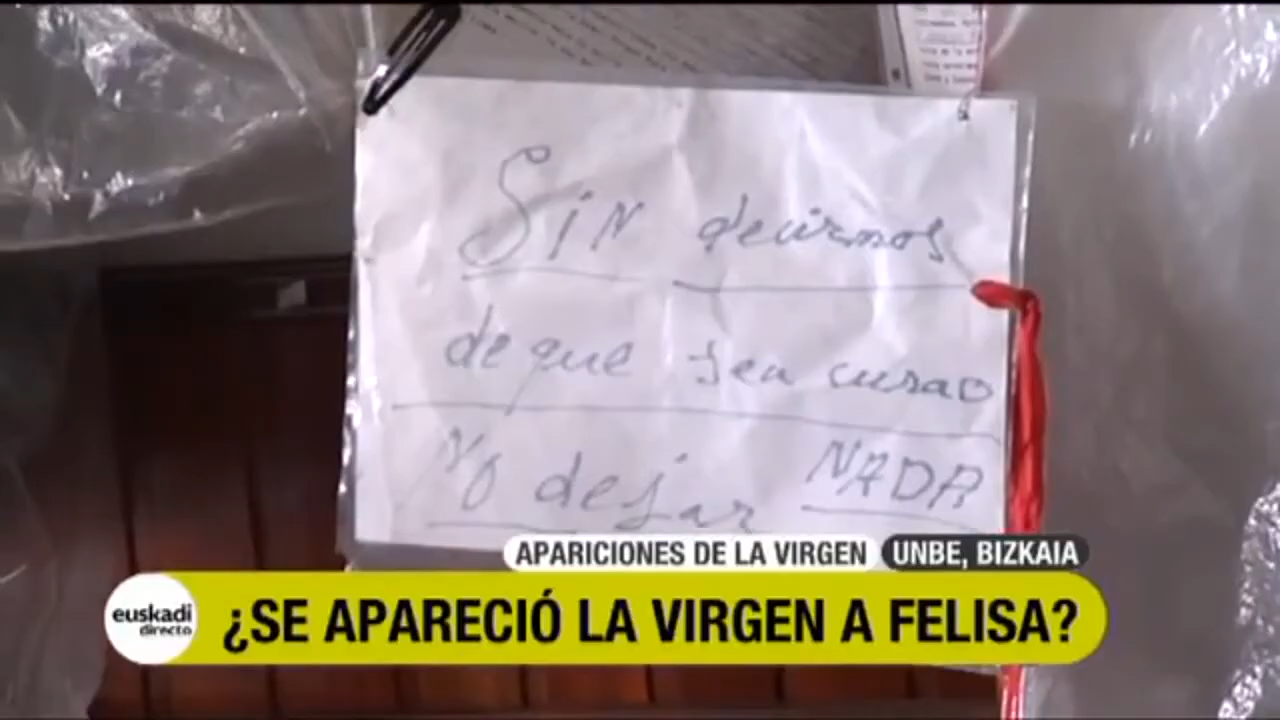 Sin decirnos
de que sea curao
No dejar NADA
APARICIONES DE LA VIRGEN UNBE, BIZKAIA
euskadi
directo
¿SE APARECIÓ LA VIRGEN A FELISA?